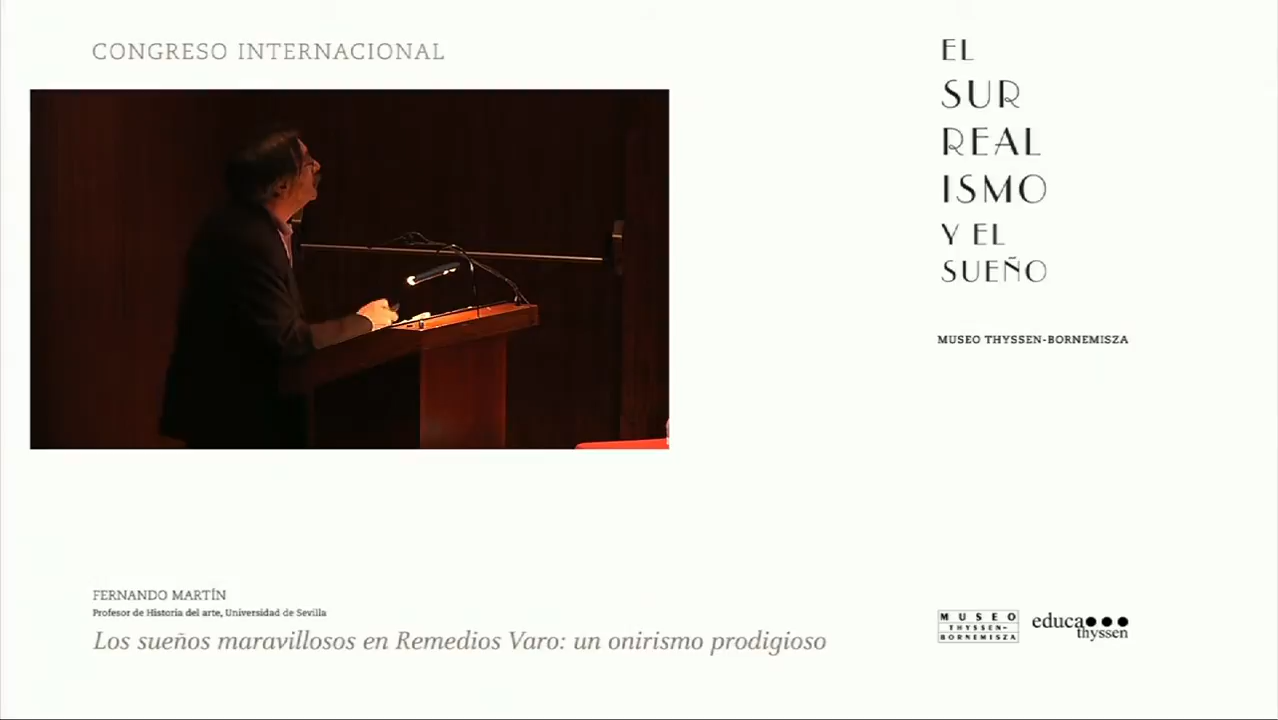 CONGRESO INTERNACIONAL
EL
SUR
REAL
ISMO
Y EL
SUEÑO
MUSEO THYSSEN-BORNEMISZA
FERNANDO MARTÍN
Profesor de Historia del arte, Universidad de Sevilla
Los sueños maravillosos en Remedios Varo: un onirismo prodigioso
MUSEO
THYSSEN-
BORNEMISZA
educa
thyssen